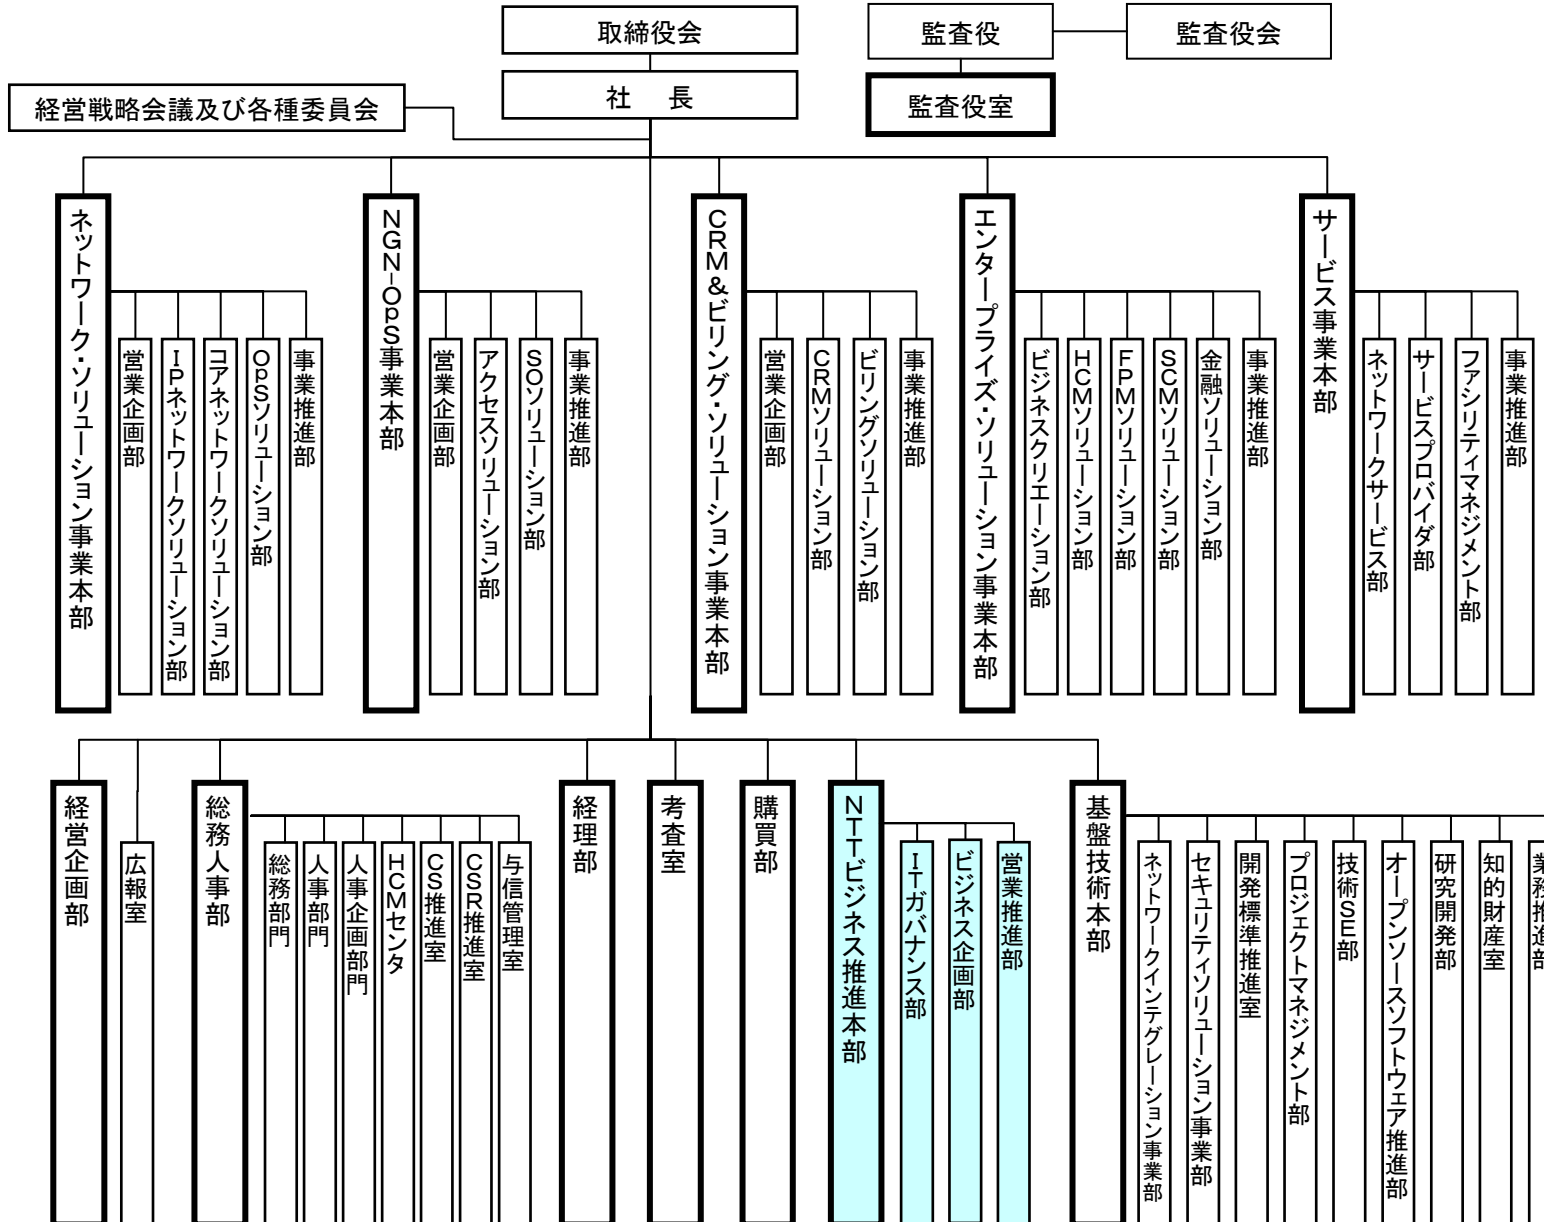 取締役会
監査役
監査役会
社　長
監査役室
経営戦略会議及び各種委員会
ネットワーク・ソリューション事業本部
営業企画部
IPネットワークソリューション部
コアネットワークソリューション部
OpSソリューション部
事業推進部
NGN-OpS事業本部
営業企画部
アクセスソリューション部
SOソリューション部
事業推進部
CRM&ビリング・ソリューション事業本部
営業企画部
CRMソリューション部
ビリングソリューション部
事業推進部
エンタープライズ・ソリューション事業本部
ビジネスクリエーション部
HCMソリューション部
FPMソリューション部
SCMソリューション部
金融ソリューション部
事業推進部
サービス事業本部
ネットワークサービス部
サービスプロバイダ部
ファシリティマネジメント部
事業推進部
経営企画部
広報室
総務人事部
総務部門
人事部門
人事企画部門
HCMセンタ
CS推進室
CSR推進室
与信管理室
経理部
考査室
購買部
NTTビジネス推進本部
ITガバナンス部
ビジネス企画部
営業推進部
基盤技術本部
ネットワークインテグレーション事業部
セキュリティソリューション事業部
開発標準推進室
プロジェクトマネジメント部
技術SE部
オープンソースソフトウェア推進部
研究開発部
知的財産室
業務推進部